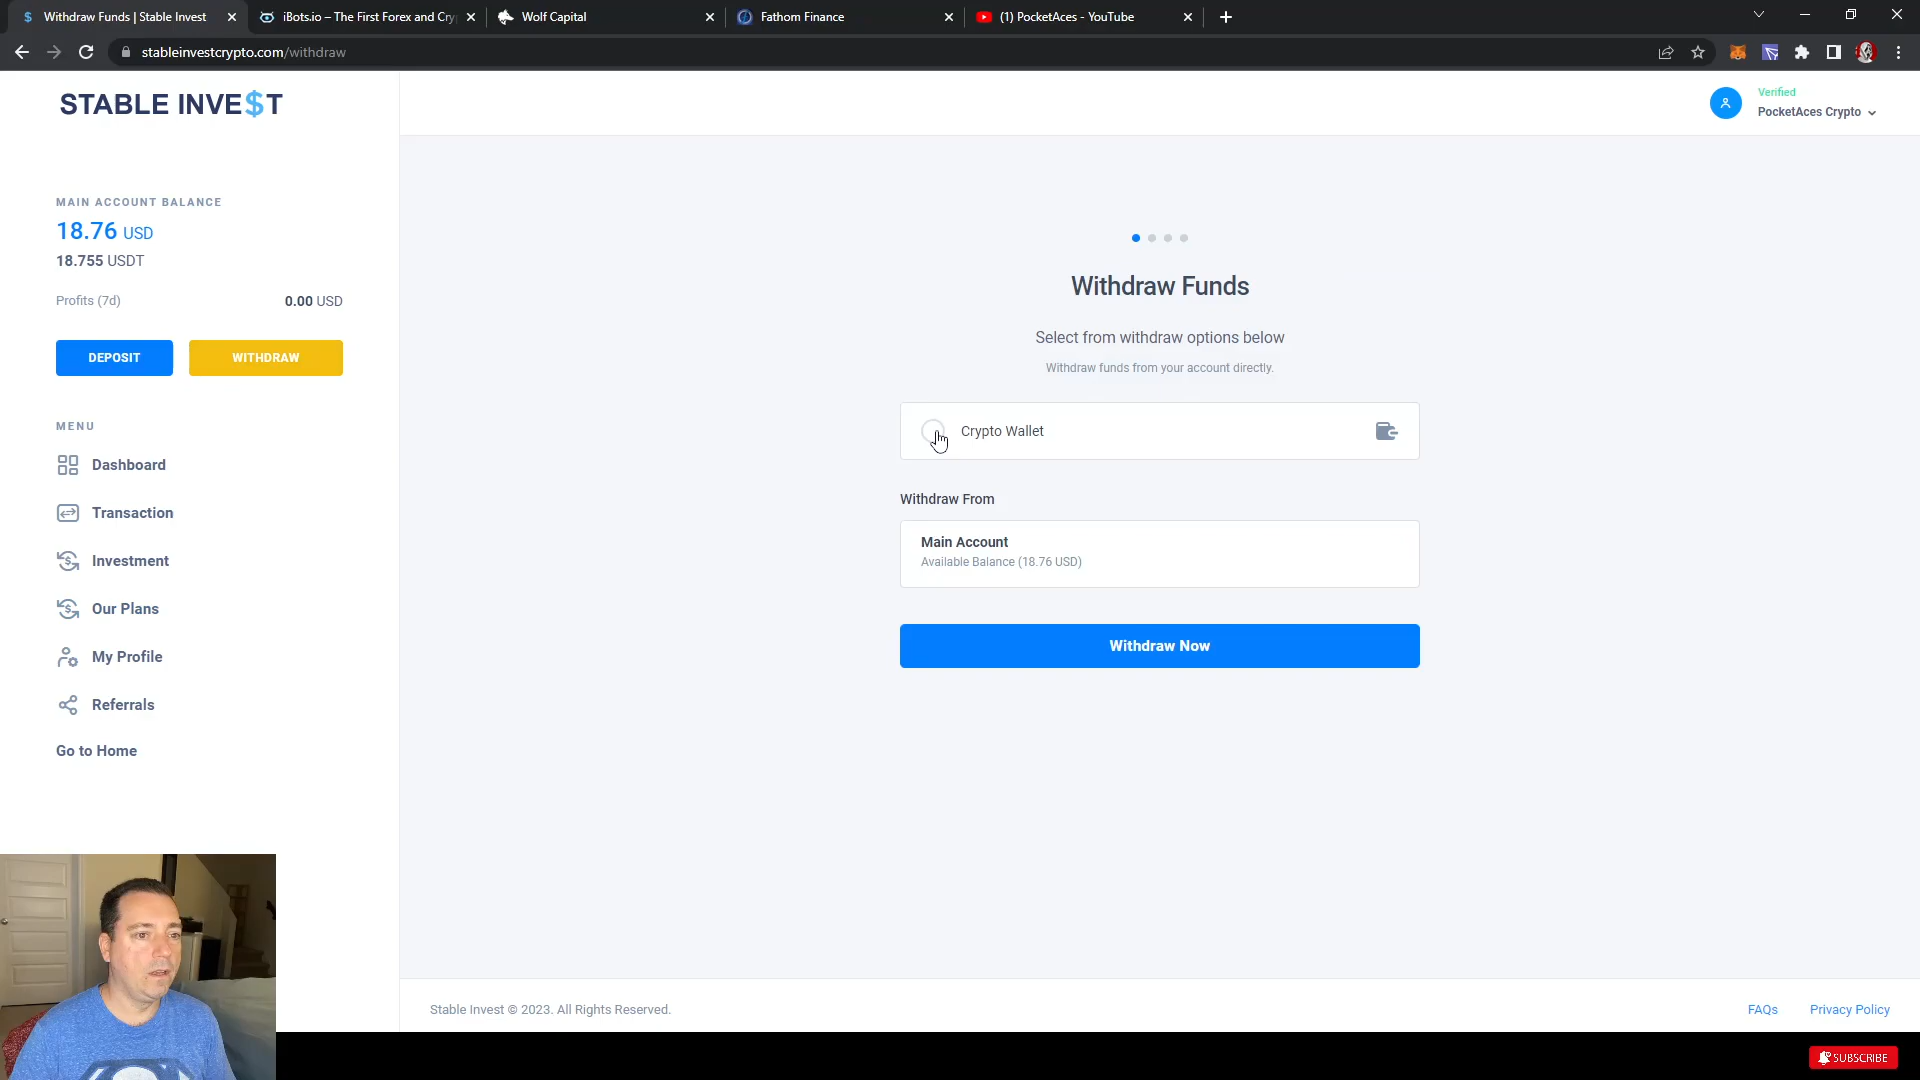 Withdraw Funds | Stable Invest
iBots.io – The First Forex and Cry
Wolf Capital
Fathom Finance
(1) PocketAces - YouTube
stableinvestcrypto.com/withdraw
STABLE INVE$T
Verified
PocketAces Crypto
MAIN ACCOUNT BALANCE
18.76 USD
18.755 USDT
Profits (7d) 0.00 USD
DEPOSIT WITHDRAW
MENU
Dashboard
Transaction
Investment
Our Plans
My Profile
Referrals
Go to Home
Withdraw Funds
Select from withdraw options below
Withdraw funds from your account directly.
Crypto Wallet
Withdraw From
Main Account
Available Balance (18.76 USD)
Withdraw Now
Stable Invest © 2023. All Rights Reserved.
FAQs Privacy Policy
SUBSCRIBE